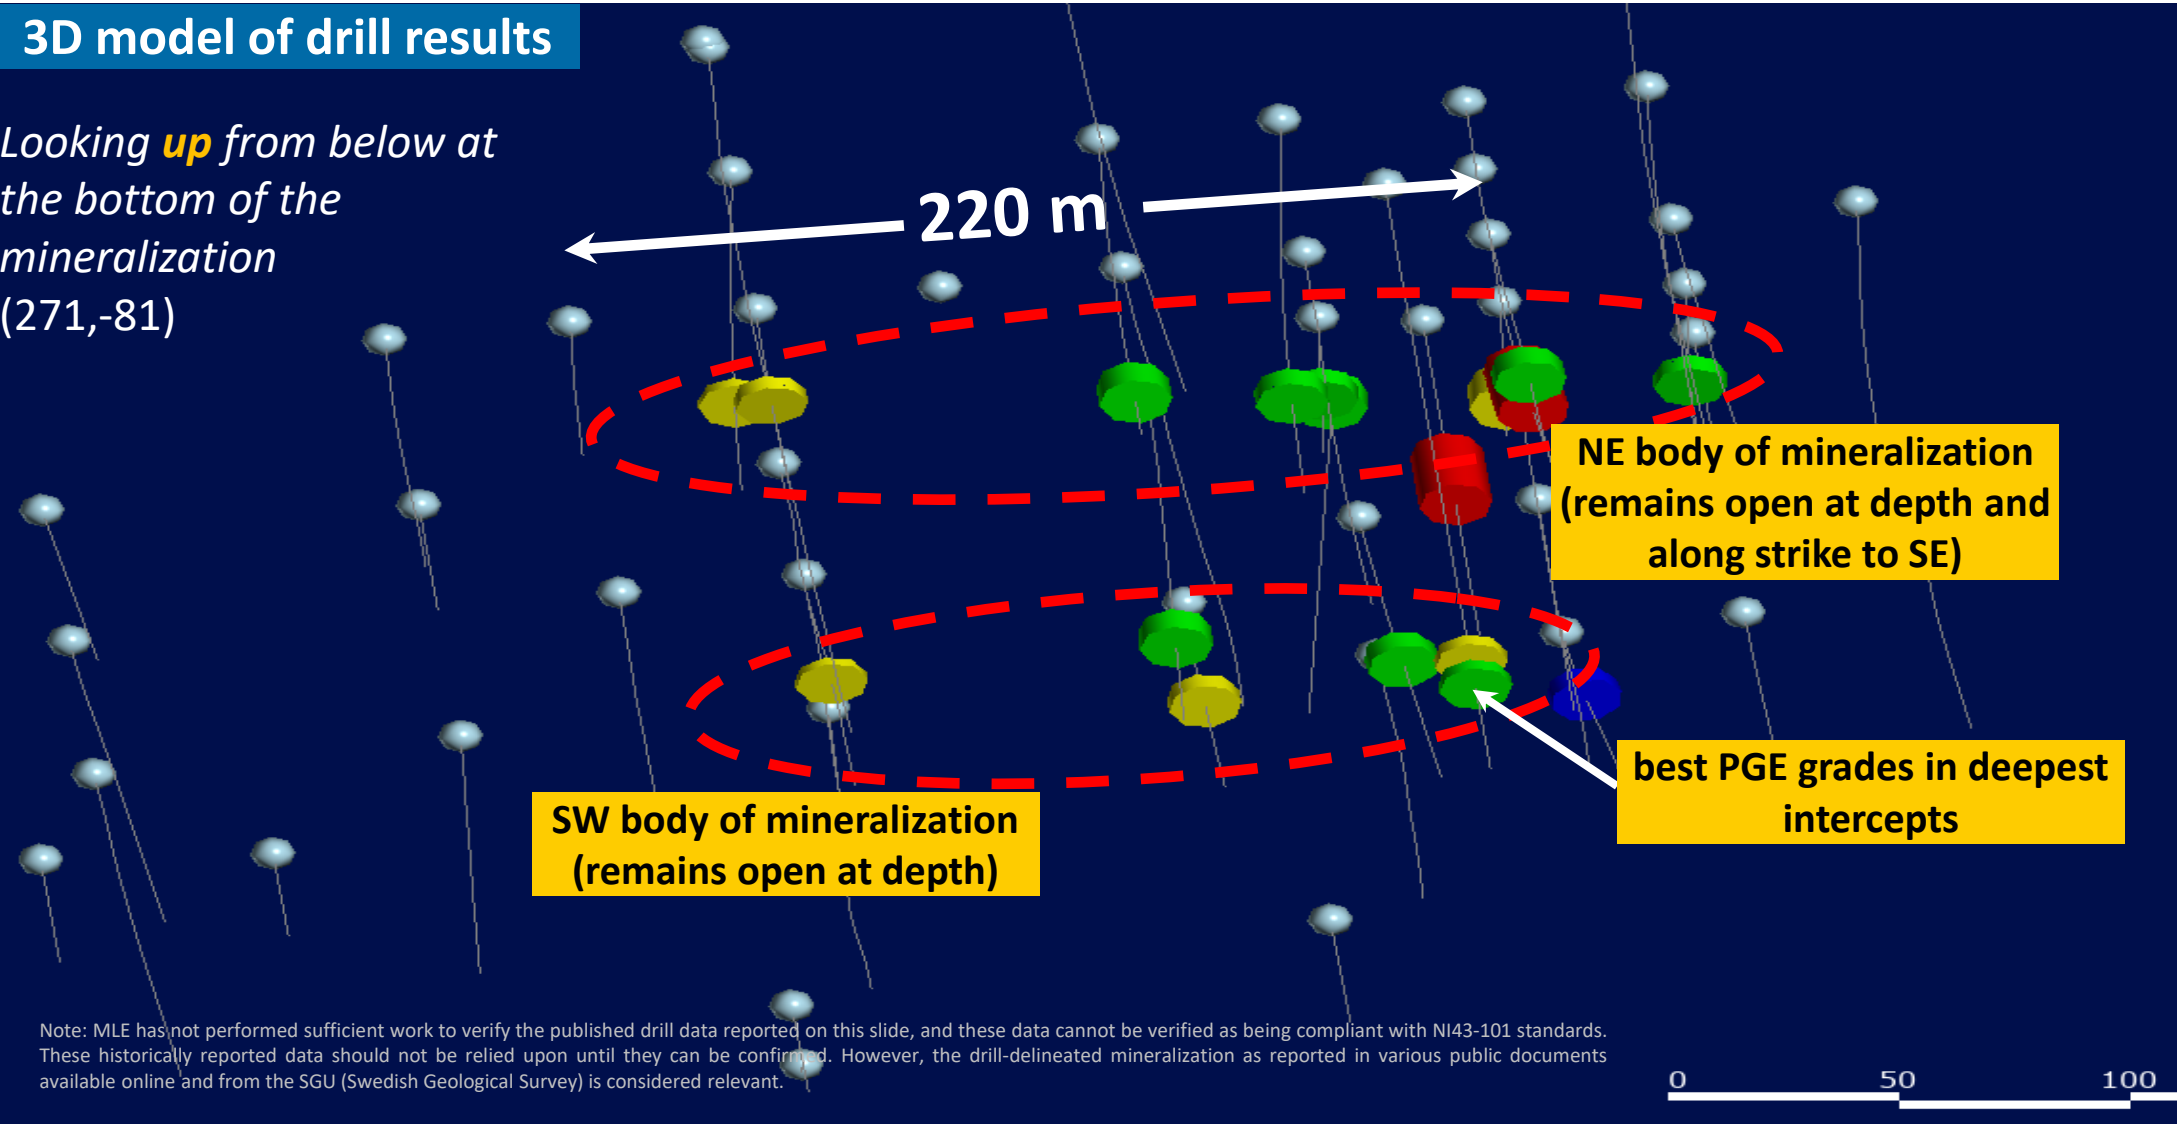 3D model of drill results
Looking up from below at
the bottom of the
mineralization
(271,-81)
220 m
NE body of mineralization
(remains open at depth and
along strike to SE)
best PGE grades in deepest
intercepts
SW body of mineralization
(remains open at depth)
Note: MLE has not performed sufficient work to verify the published drill data reported on this slide, and these data cannot be verified as being compliant with NI43-101 standards.
These historically reported data should not be relied upon until they can be confirmed. However, the drill-delineated mineralization as reported in various public documents
available online and from the SGU (Swedish Geological Survey) is considered relevant.
0 50 100